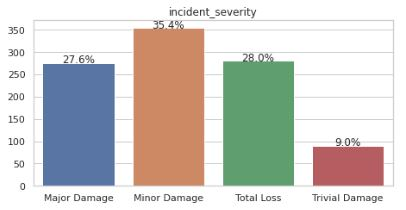 incident_severity
350
300
250
200
150
100
50
0
27.6%
35.4%
28.0%
9.0%
Major Damage
Minor Damage
Total Loss
Trivial Damage